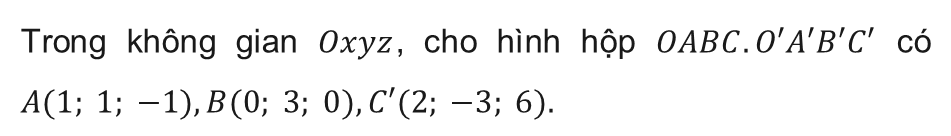 Trong không gian Oxyz, cho hình hộp OABC.O'A'B'C' có
A(1; 1; −1), B(0; 3; 0), C'(2; −3; 6).